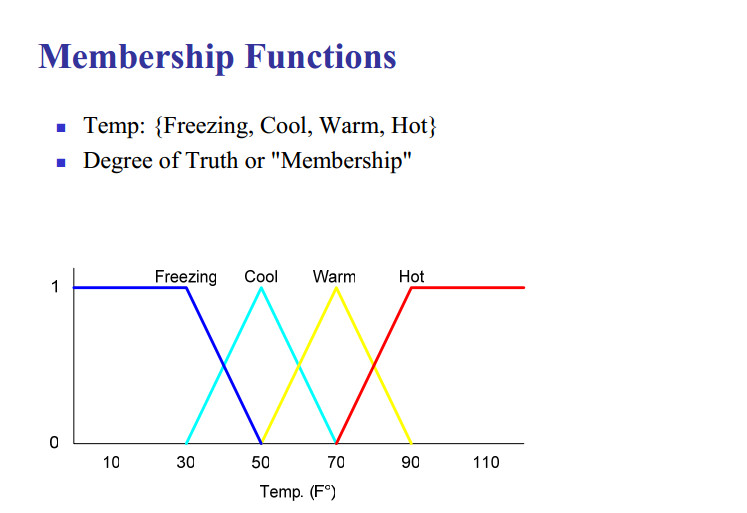 Membership Functions
Temp: {Freezing, Cool, Warm, Hot}
Degree of Truth or "Membership"
Freezing Cool Warm Hot
1
0
10 30 50 70 90 110
Temp. (F°)